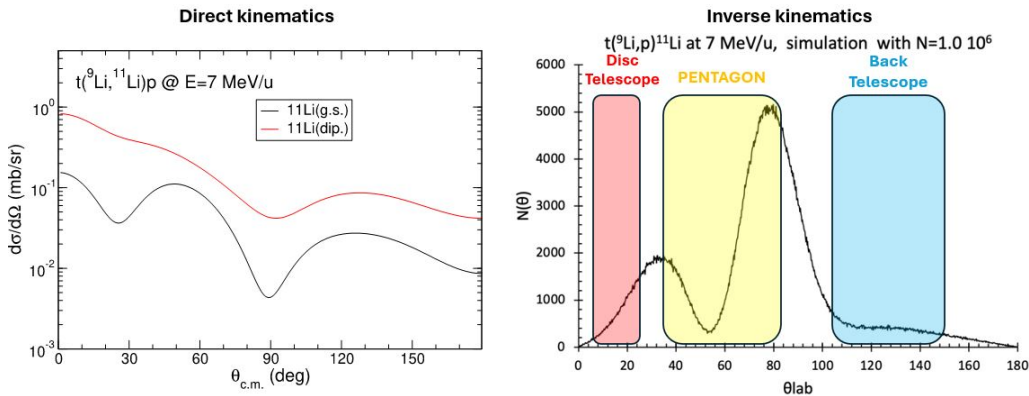 Direct kinematics
t(⁹Li,¹¹Li)p @ E=7 MeV/u
11Li(g.s.)
11Li(dip.)
10⁰
10⁻¹
10⁻²
10⁻³
dσ/dΩ (mb/sr)
0 30 60 90 120 150
θc.m. (deg)
Inverse kinematics
t(⁹Li,p)¹¹Li at 7 MeV/u, simulation with N=1.0 10⁶
Disc
Telescope
PENTAGON
Back
Telescope
6000
5000
4000
3000
2000
1000
0
N(θ)
0 20 40 60 80 100 120 140 160 180
θlab